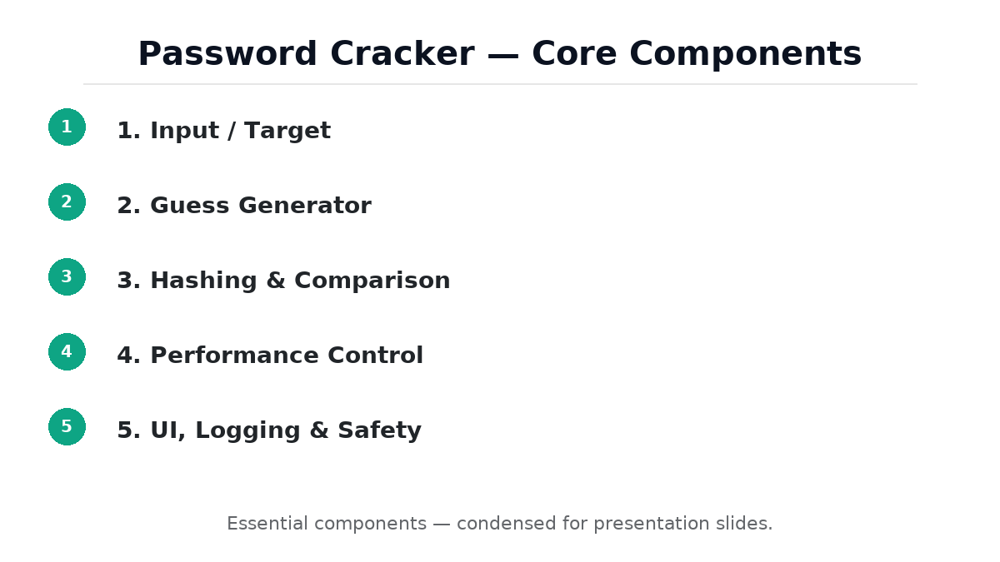 Password Cracker — Core Components
1 1. Input / Target
2 2. Guess Generator
3 3. Hashing & Comparison
4 4. Performance Control
5 5. UI, Logging & Safety
Essential components — condensed for presentation slides.